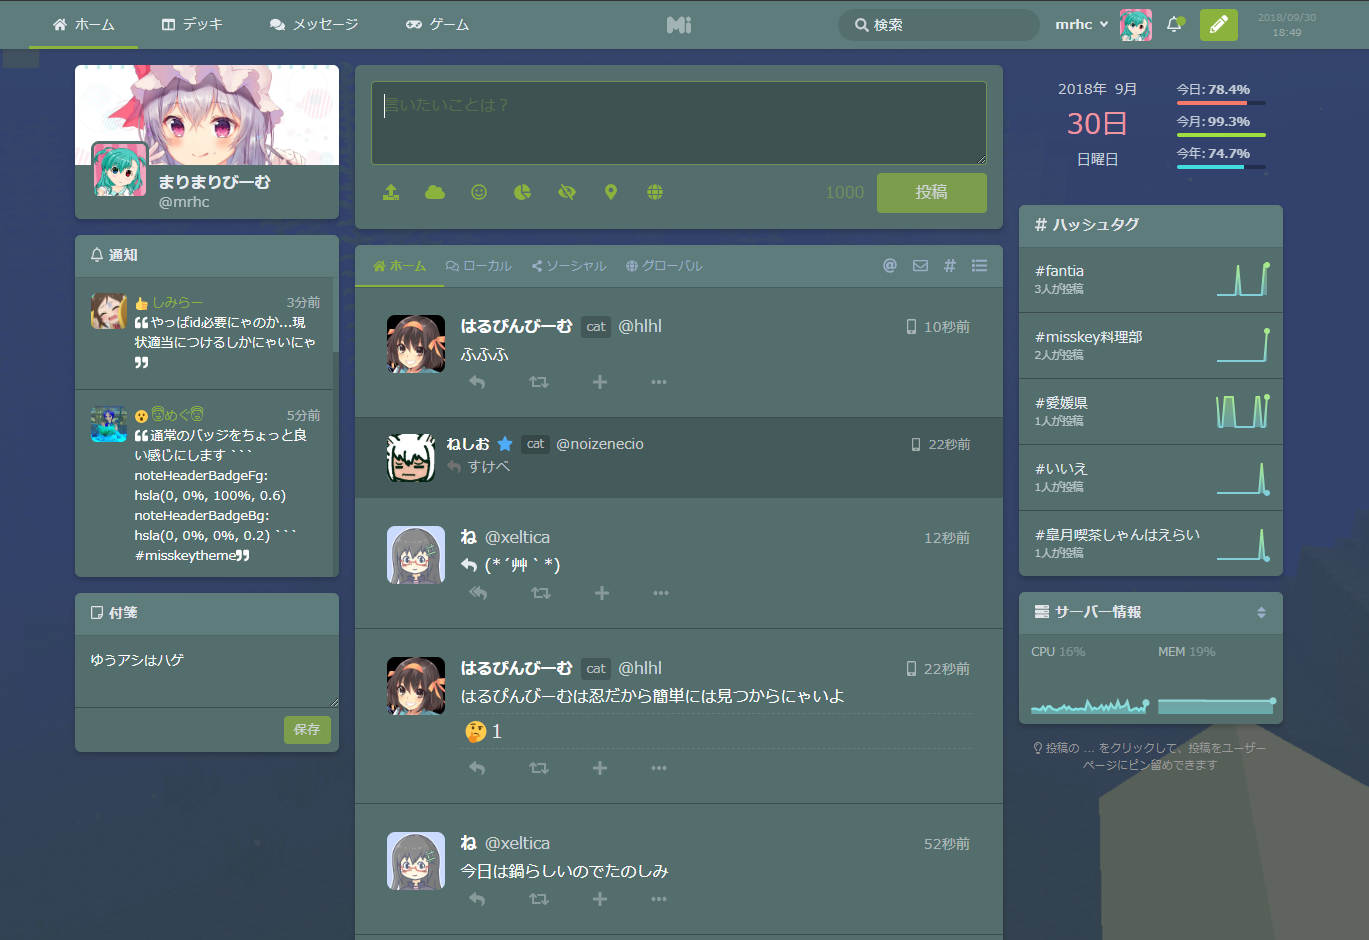 ホーム デッキ メッセージ ゲーム Mi 検索 mrhc 2018/09/30
18:49
まりまりびーむ
@mrhc
通知
しみらー 3分前
やっぱid必要にゃのか...現
状適当につけるしかにゃいにゃ
めぐ 5分前
通常のバッジをちょっと良
い感じにします ```
noteHeaderBadgeFg:
hsla(0, 0%, 100%, 0.6)
noteHeaderBadgeBg:
hsla(0, 0%, 0%, 0.2) ```
#misskeytheme
付箋
ゆうアシはハゲ
保存
言いたいことは？
1000 投稿
ホーム ローカル ソーシャル グローバル
はるぴんびーむ cat @hlhl 10秒前
ふふふ
ねしお cat @noizenecio 22秒前
すけべ
ね @xeltica 12秒前
(*´艸｀*)
はるぴんびーむ cat @hlhl 22秒前
はるぴんびーむは忍だから簡単には見つからにゃいよ
🤔 1
ね @xeltica 52秒前
今日は鍋らしいのでたのしみ
2018年 9月
30日
日曜日
今日: 78.4%
今月: 99.3%
今年: 74.7%
# ハッシュタグ
#fantia
3人が投稿
#misskey料理部
2人が投稿
#愛媛県
1人が投稿
#いいえ
1人が投稿
#皐月喫茶しゃんはえらい
1人が投稿
サーバー情報
CPU 16% MEM 19%
投稿の ... をクリックして、投稿をユーザー
ページにピン留めできます